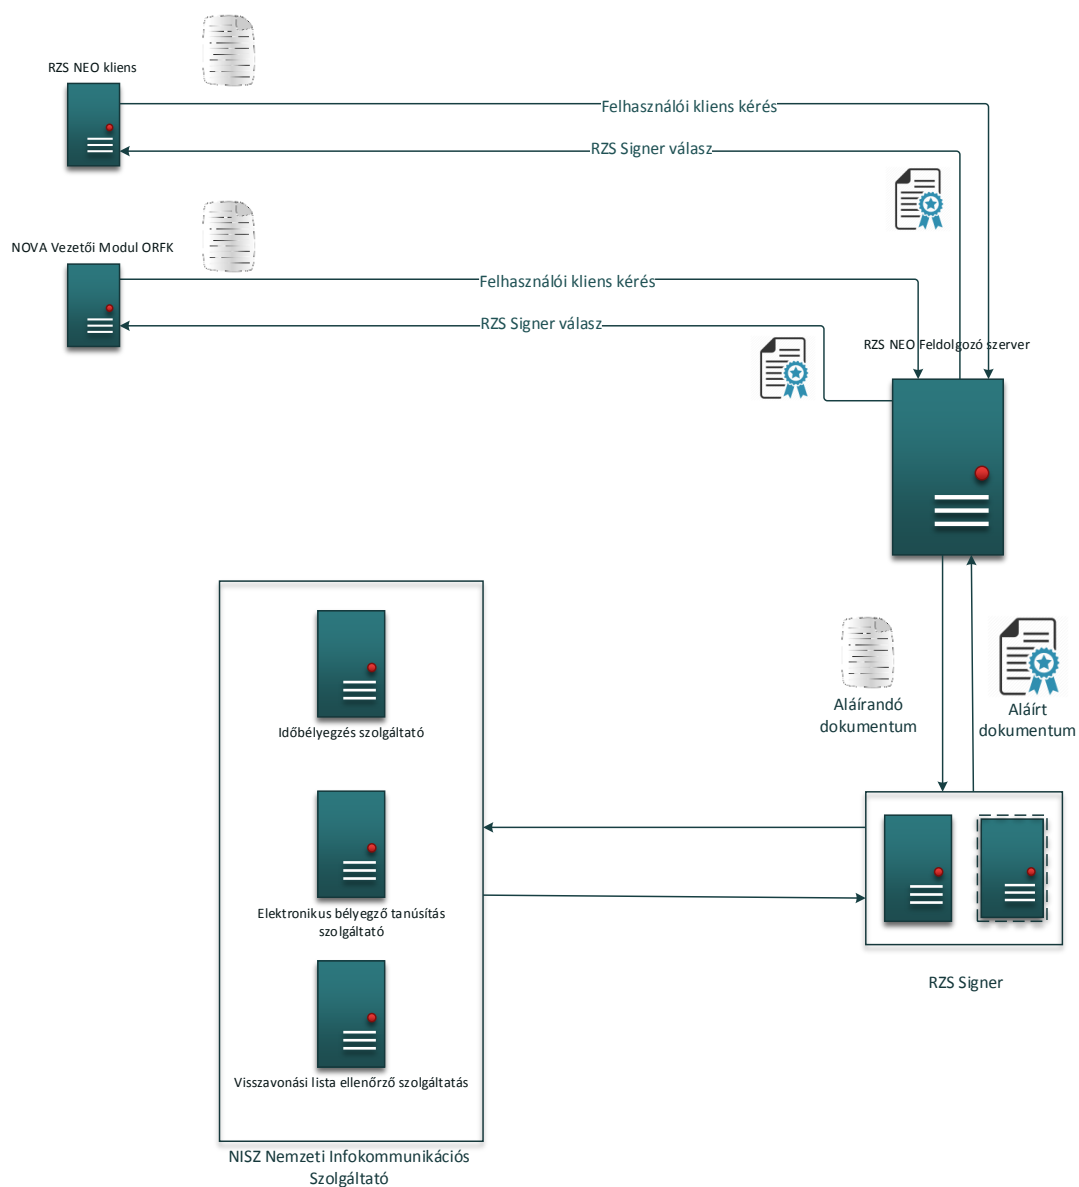 RZS NEO kliens
Felhasználói kliens kérés
RZS Signer válasz
NOVA Vezetői Modul ORFK
Felhasználói kliens kérés
RZS Signer válasz
RZS NEO Feldolgozó szerver
Aláírandó
dokumentum
Aláírt
dokumentum
Időbélyegzés szolgáltató
Elektronikus bélyegző tanúsítás
szolgáltató
RZS Signer
Visszavonási lista ellenőrző szolgáltatás
NISZ Nemzeti Infokommunikációs
Szolgáltató